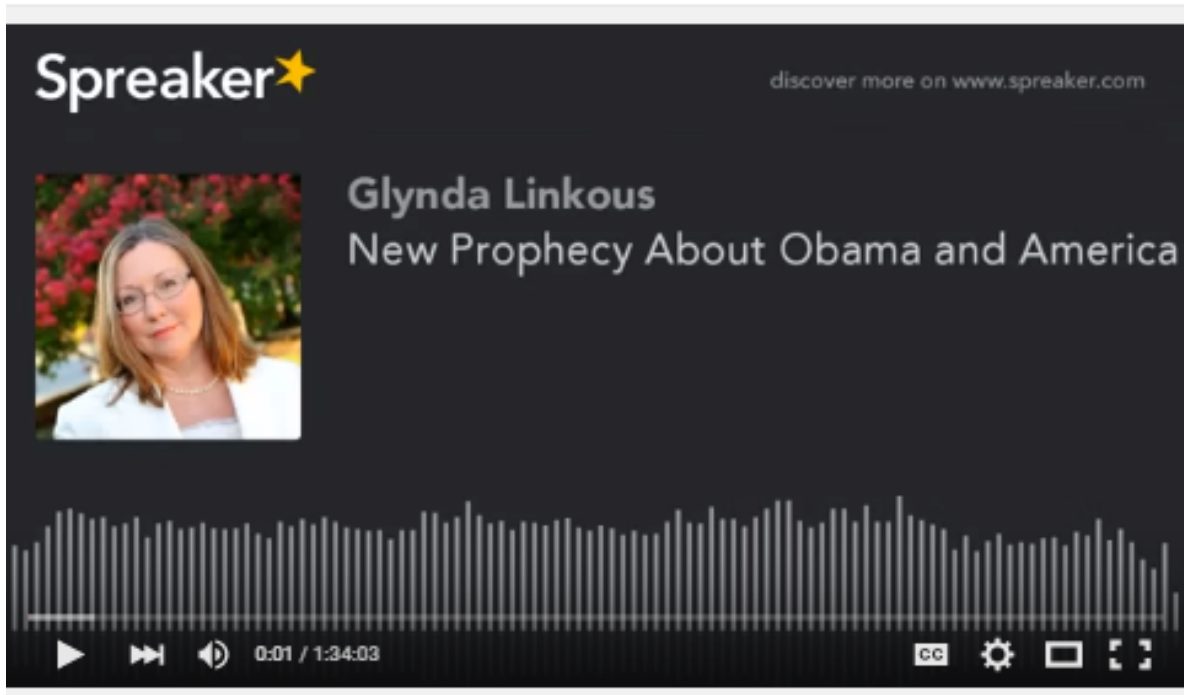 Spreaker
discover more on www.spreaker.com
Glynda Linkous
New Prophecy About Obama and America
0:01 / 1:34:03
CC